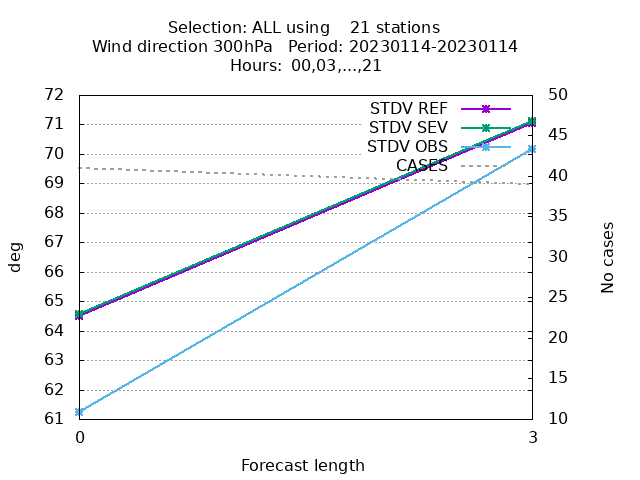 Selection: ALL using    21 stations
Wind direction 300hPa   Period: 20230114-20230114
Hours:  00,03,...,21
STDV REF
STDV SEV
STDV OBS
CASES
72
71
70
69
68
67
66
65
64
63
62
61
50
45
40
35
30
25
20
15
10
deg
No cases
0
3
Forecast length